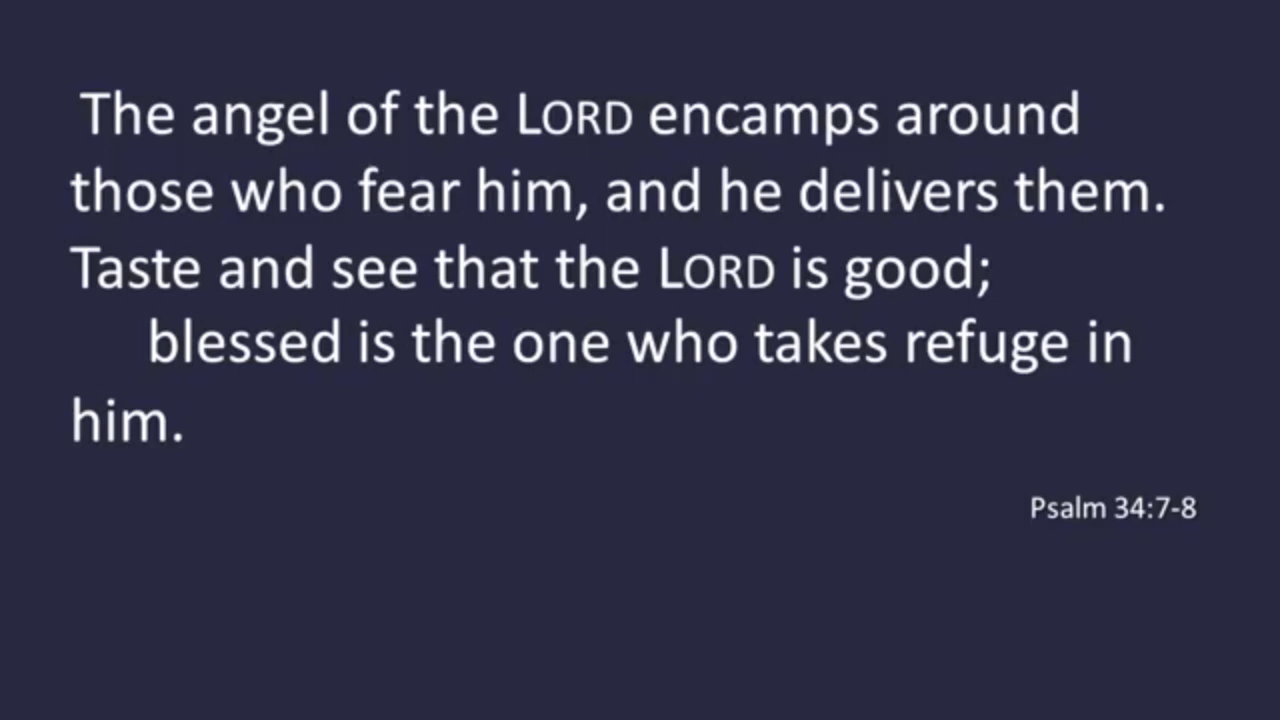 The angel of the LORD encamps around
those who fear him, and he delivers them.
Taste and see that the LORD is good;
blessed is the one who takes refuge in
him.
Psalm 34:7-8